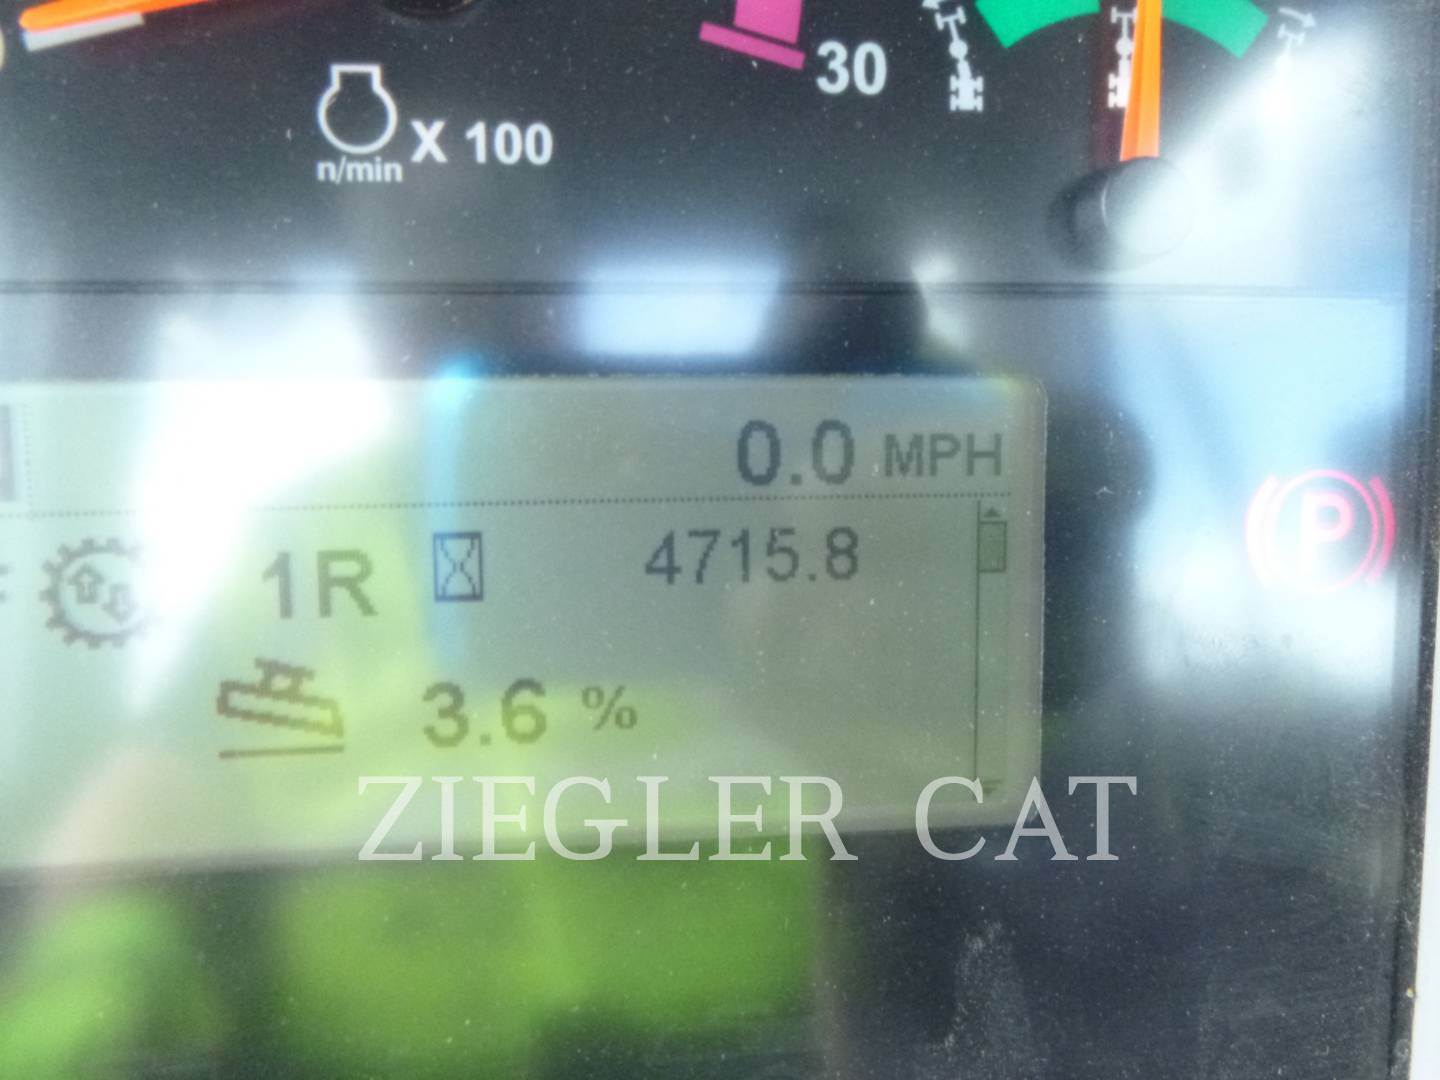 30
n/min X 100
0.0 MPH
1R 4715.8
3.6 %
P
ZIEGLER CAT